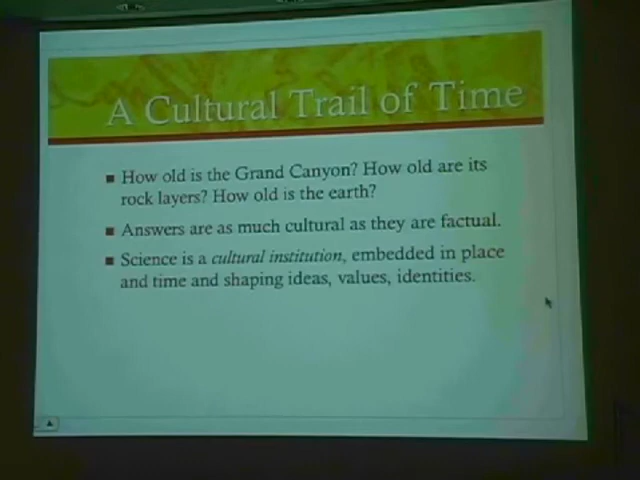 A Cultural Trail of Time
How old is the Grand Canyon? How old are its
rock layers? How old is the earth?
Answers are as much cultural as they are factual.
Science is a cultural institution, embedded in place
and time and shaping ideas, values, identities.